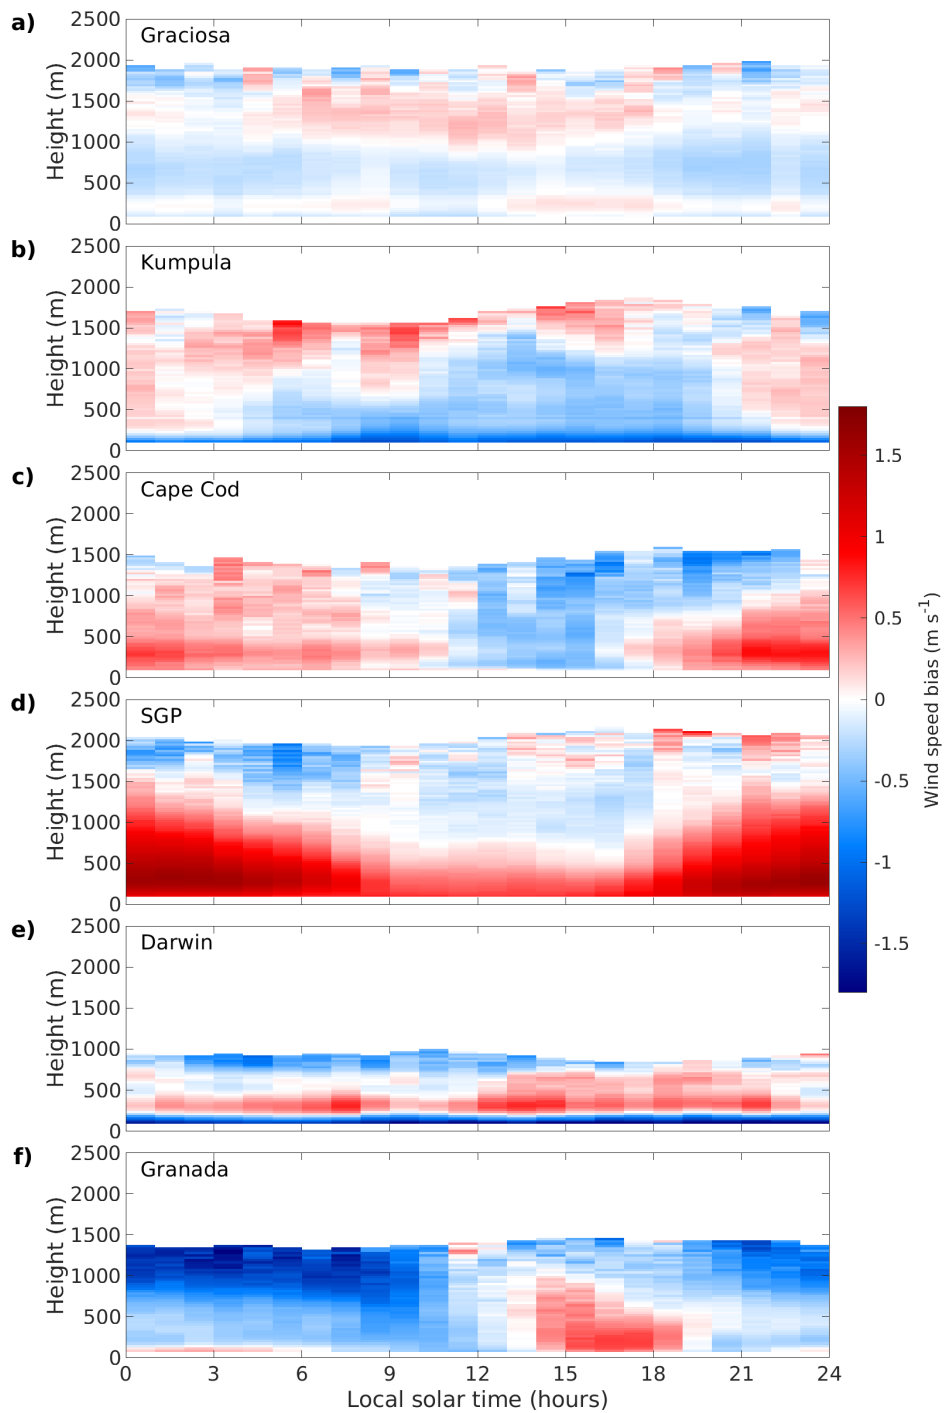 a)
Graciosa
2500
2000
1500
1000
500
0
Height (m)
b)
Kumpula
2500
2000
1500
1000
500
0
Height (m)
c)
Cape Cod
2500
2000
1500
1000
500
0
Height (m)
d)
SGP
2500
2000
1500
1000
500
0
Height (m)
e)
Darwin
2500
2000
1500
1000
500
0
Height (m)
f)
Granada
2500
2000
1500
1000
500
0
Height (m)
0 3 6 9 12 15 18 21 24
Local solar time (hours)
1.5
1
0.5
0
-0.5
-1
-1.5
Wind speed bias (m s⁻¹)